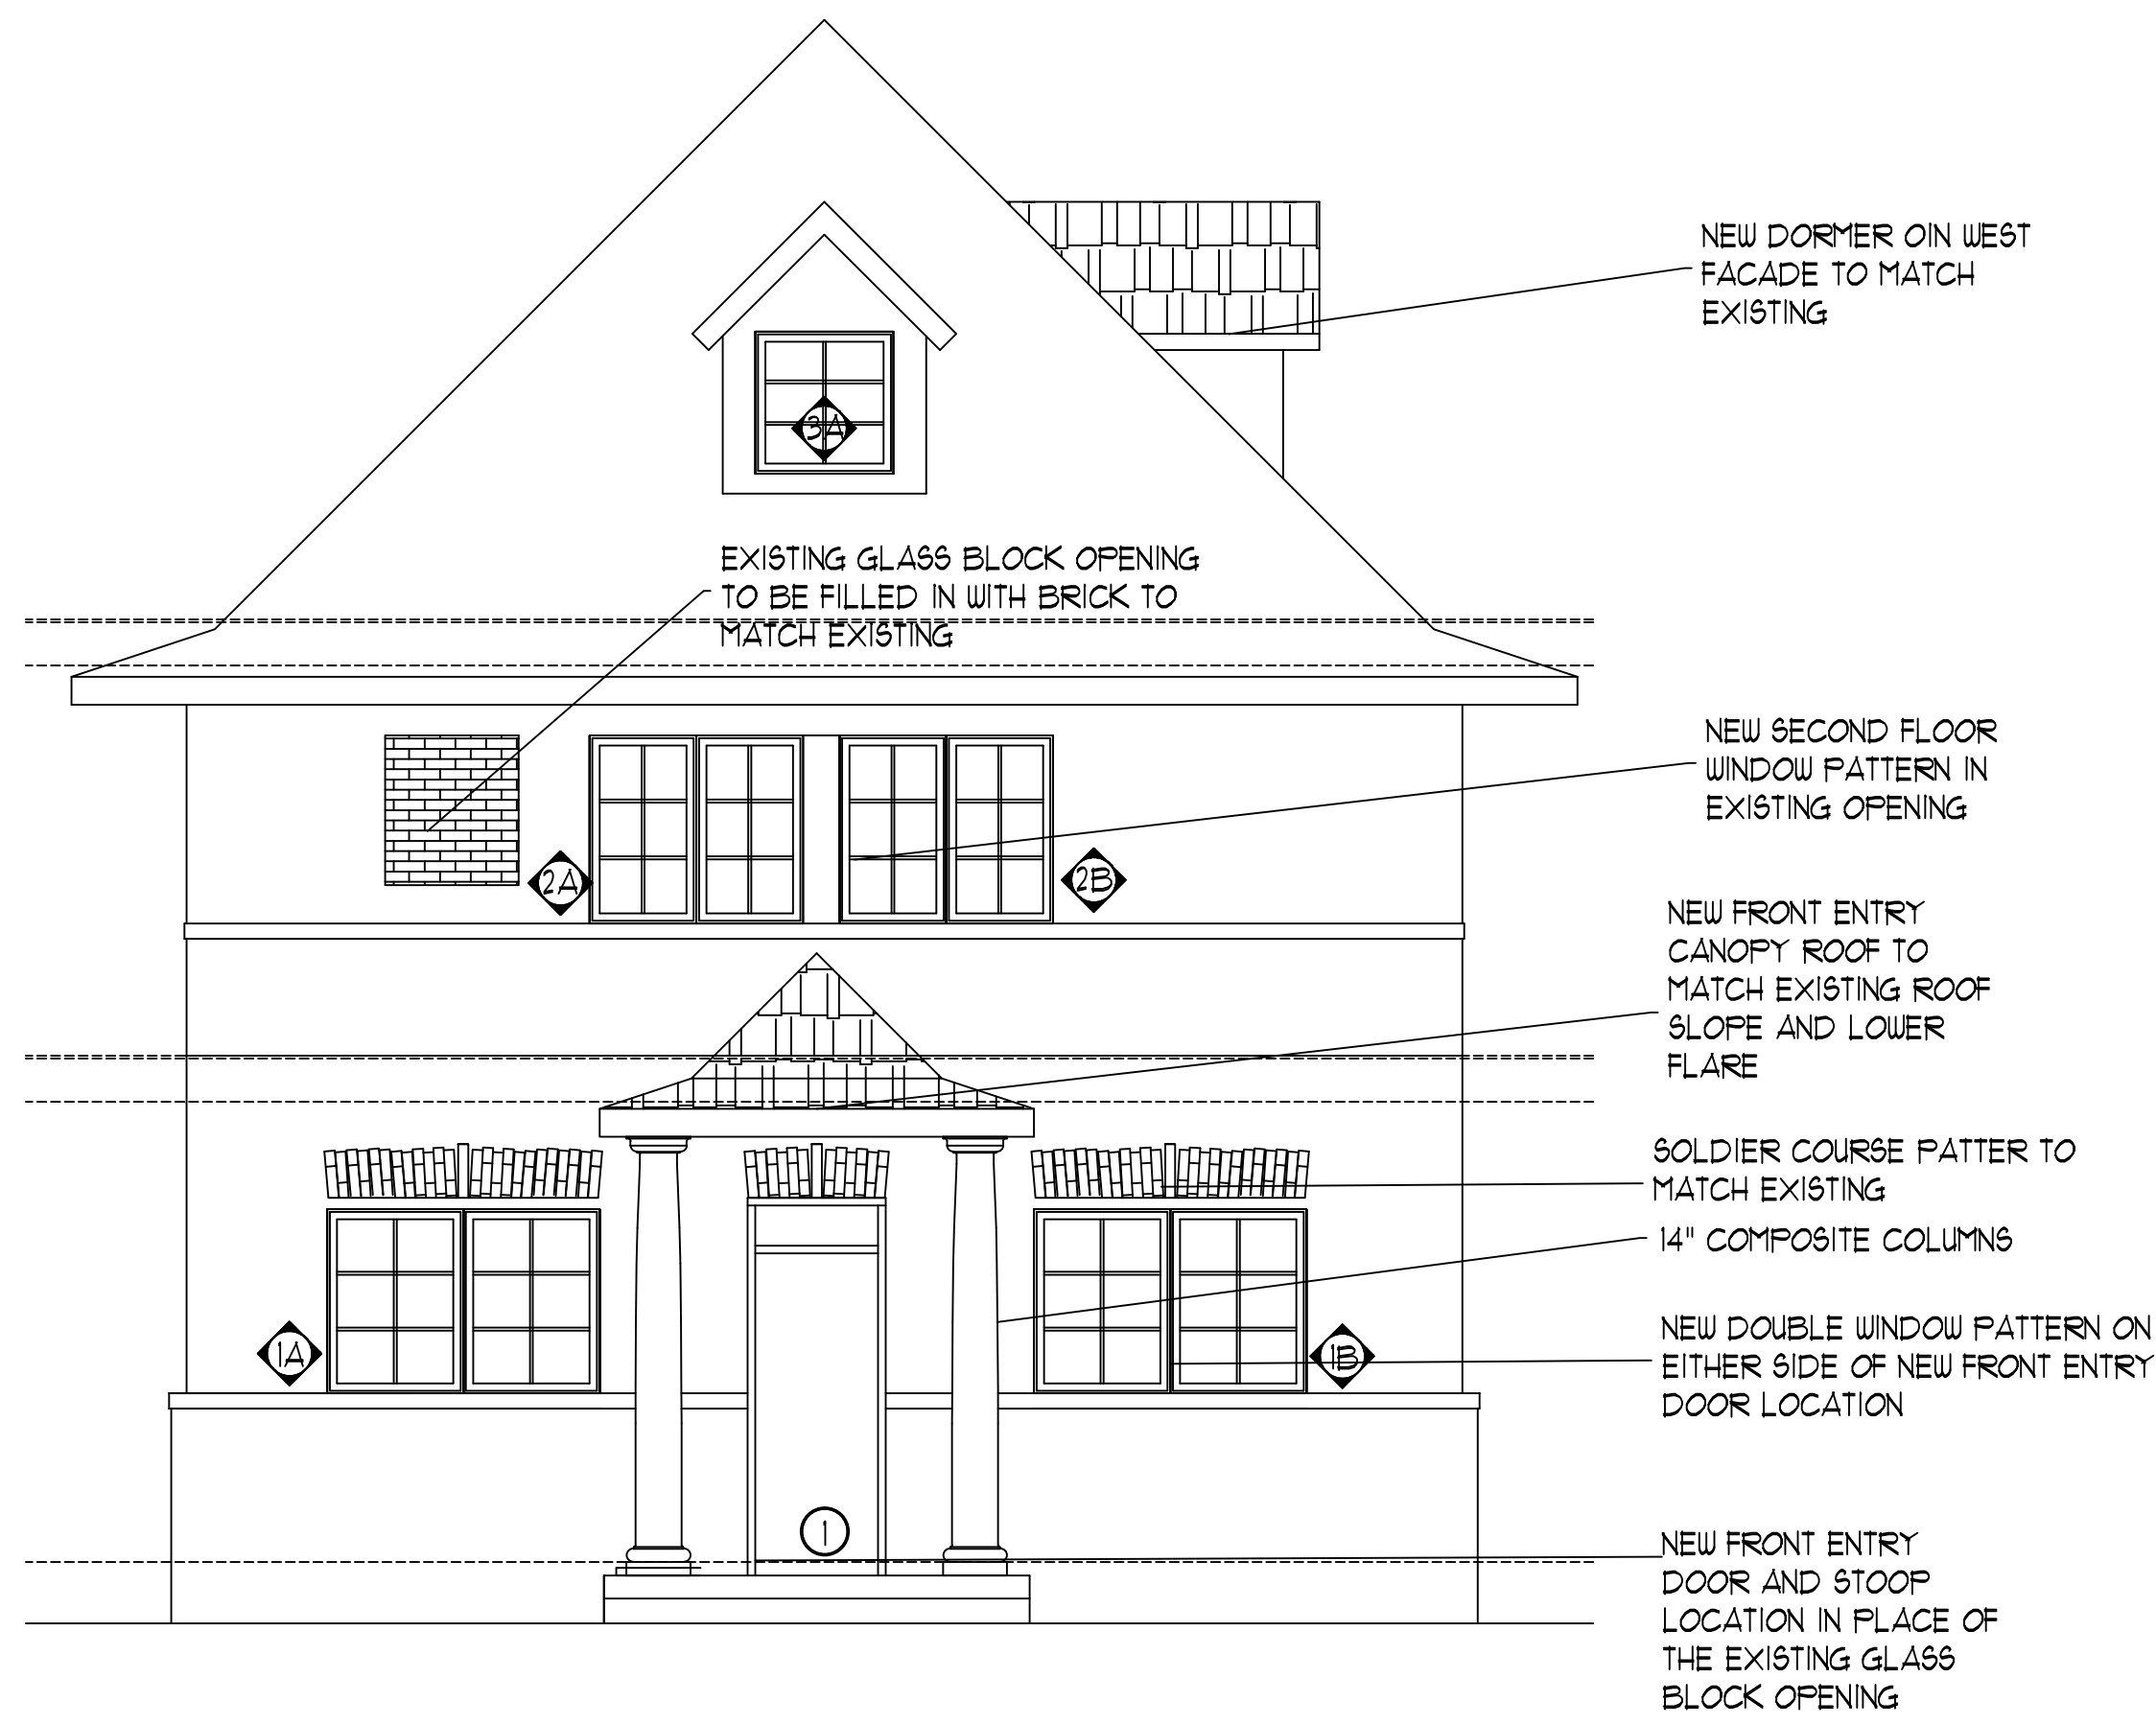 NEW DORMER OIN WEST
FACADE TO MATCH
EXISTING
3A
EXISTING GLASS BLOCK OPENING
TO BE FILLED IN WITH BRICK TO
MATCH EXISTING
NEW SECOND FLOOR
WINDOW PATTERN IN
EXISTING OPENING
2A
2B
NEW FRONT ENTRY
CANOPY ROOF TO
MATCH EXISTING ROOF
SLOPE AND LOWER
FLARE
SOLDIER COURSE PATTER TO
MATCH EXISTING
14" COMPOSITE COLUMNS
NEW DOUBLE WINDOW PATTERN ON
EITHER SIDE OF NEW FRONT ENTRY
DOOR LOCATION
1A
1B
1
NEW FRONT ENTRY
DOOR AND STOOP
LOCATION IN PLACE OF
THE EXISTING GLASS
BLOCK OPENING